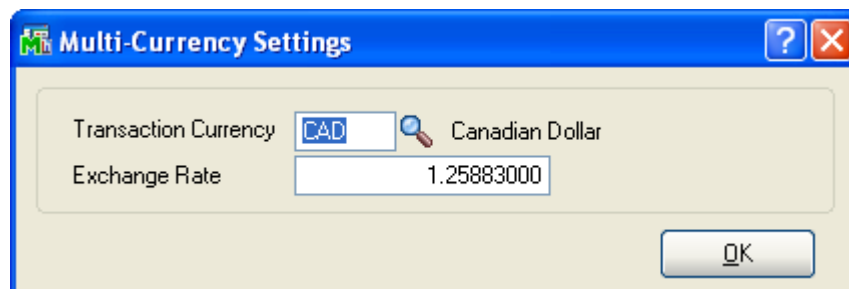 Multi-Currency Settings
Transaction Currency CAD Canadian Dollar
Exchange Rate 1.25883000
OK